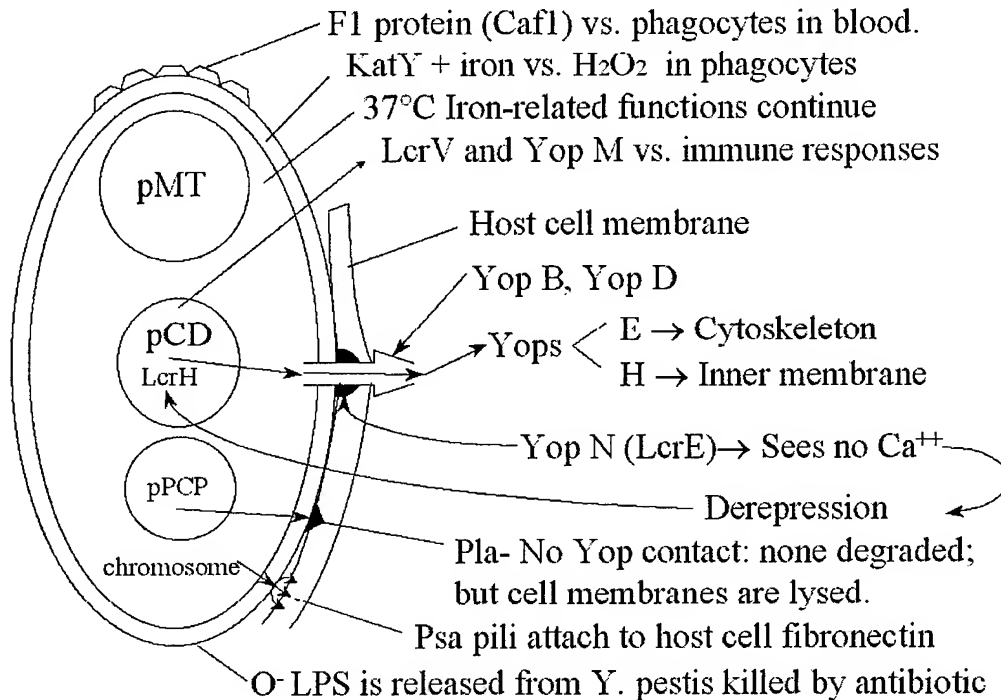 F1 protein (Caf1) vs. phagocytes in blood.
KatY + iron vs. H₂O₂ in phagocytes
37°C Iron-related functions continue
LcrV and Yop M vs. immune responses
pMT
Host cell membrane
Yop B, Yop D
pCD
LcrH
Yops
E → Cytoskeleton
H → Inner membrane
Yop N (LcrE)→ Sees no Ca⁺⁺
pPCP
Derepression
Pla- No Yop contact: none degraded;
but cell membranes are lysed.
chromosome
Psa pili attach to host cell fibronectin
O⁻ LPS is released from Y. pestis killed by antibiotic